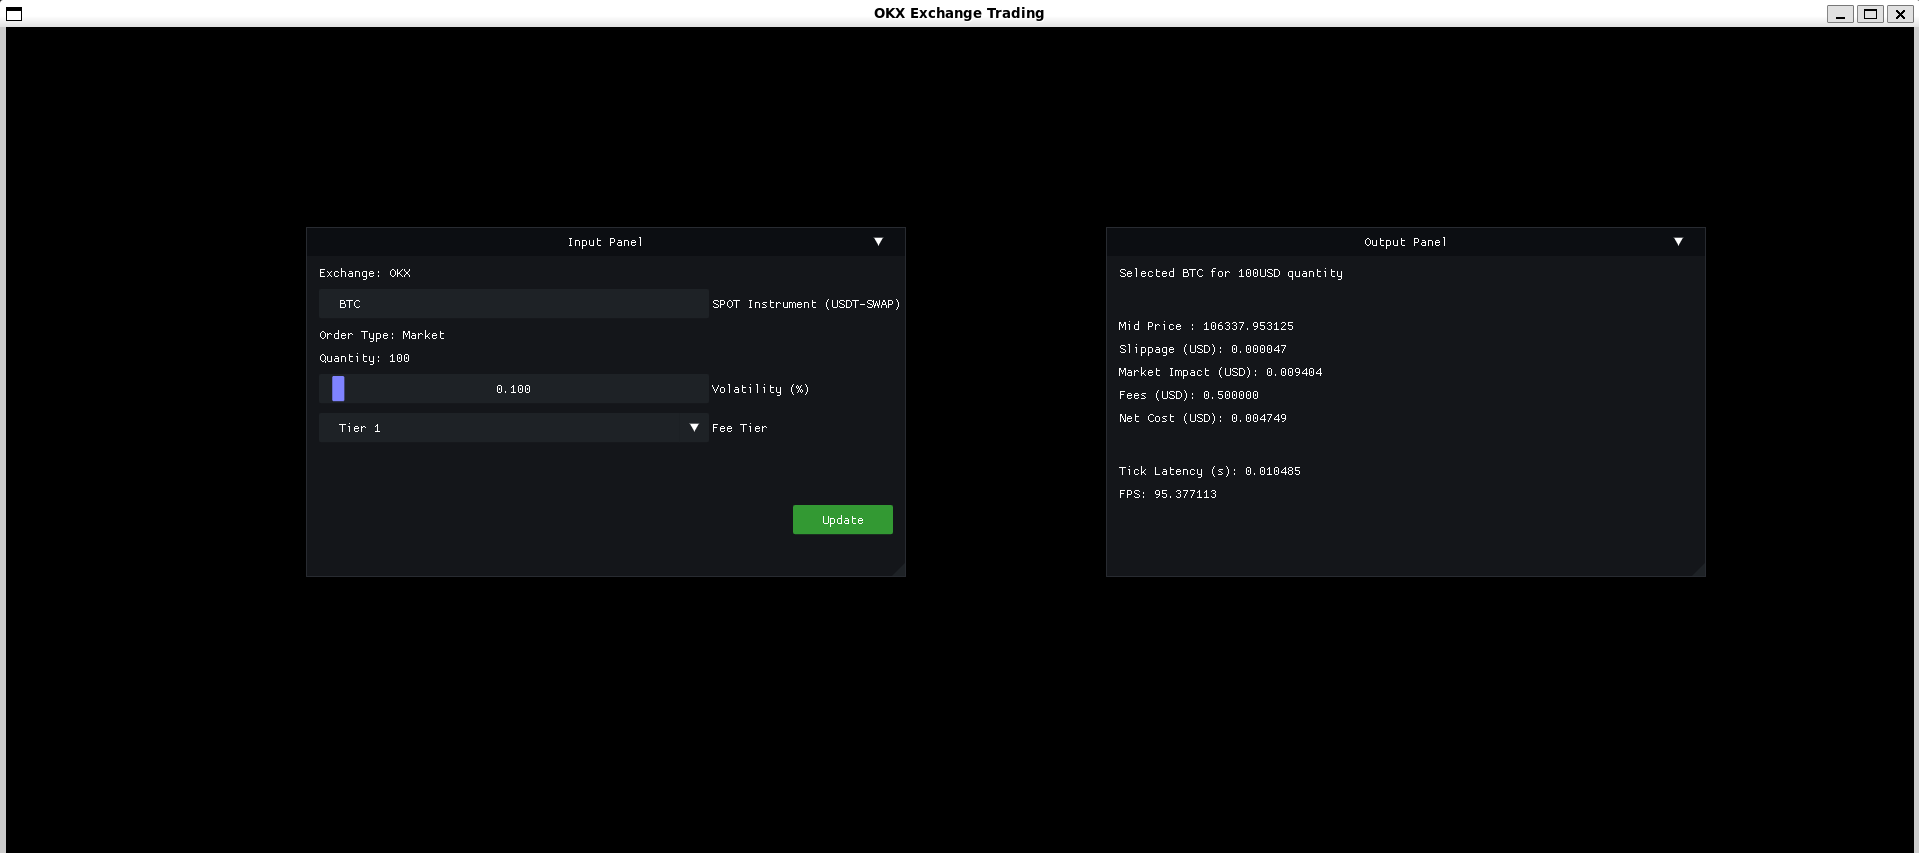 OKX Exchange Trading
Input Panel
Exchange: OKX
BTC SPOT Instrument (USDT-SWAP)
Order Type: Market
Quantity: 100
0.100 Volatility (%)
Tier 1 Fee Tier
Update
Output Panel
Selected BTC for 100USD quantity
Mid Price : 106337.953125
Slippage (USD): 0.000047
Market Impact (USD): 0.009404
Fees (USD): 0.500000
Net Cost (USD): 0.004749
Tick Latency (s): 0.010485
FPS: 95.377113